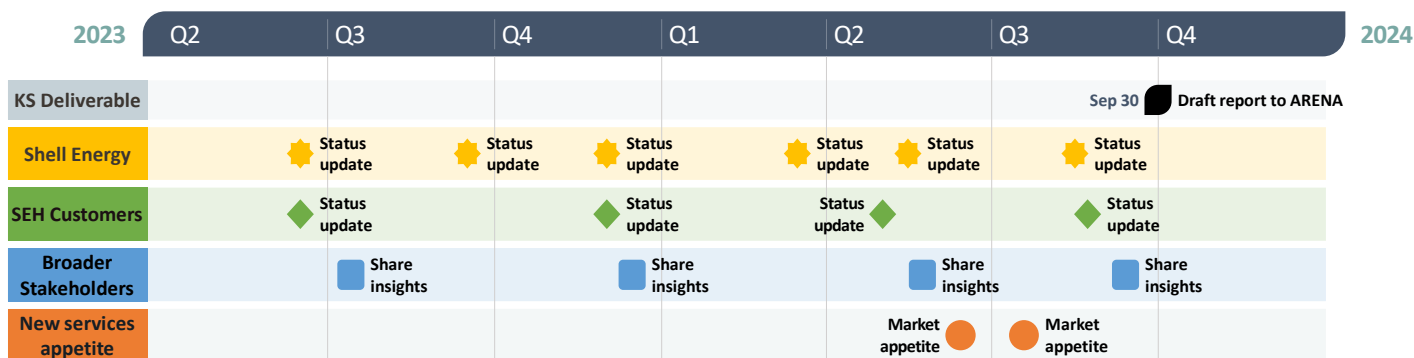 2023 Q2 Q3 Q4 Q1 Q2 Q3 Q4 2024
KS Deliverable
Sep 30 Draft report to ARENA
Shell Energy
Status
update
Status
update
Status
update
Status
update
Status
update
Status
update
SEH Customers
Status
update
Status
update
Status
update
Status
update
Broader
Stakeholders
Share
insights
Share
insights
Share
insights
Share
insights
New services
appetite
Market
appetite
Market
appetite